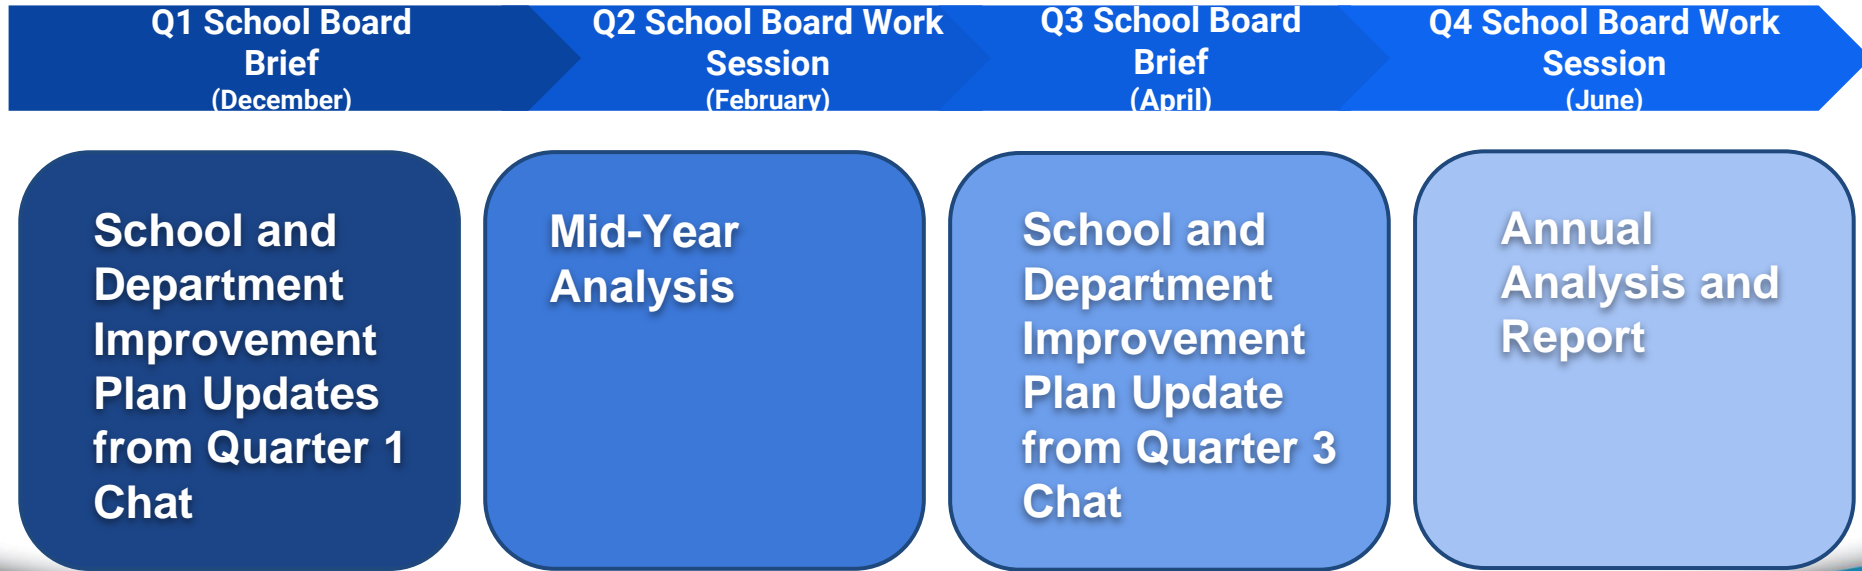 Q1 School Board
Brief
(December)
Q2 School Board Work
Session
(February)
Q3 School Board
Brief
(April)
Q4 School Board Work
Session
(June)
School and
Department
Improvement
Plan Updates
from Quarter 1
Chat
Mid-Year
Analysis
School and
Department
Improvement
Plan Update
from Quarter 3
Chat
Annual
Analysis and
Report